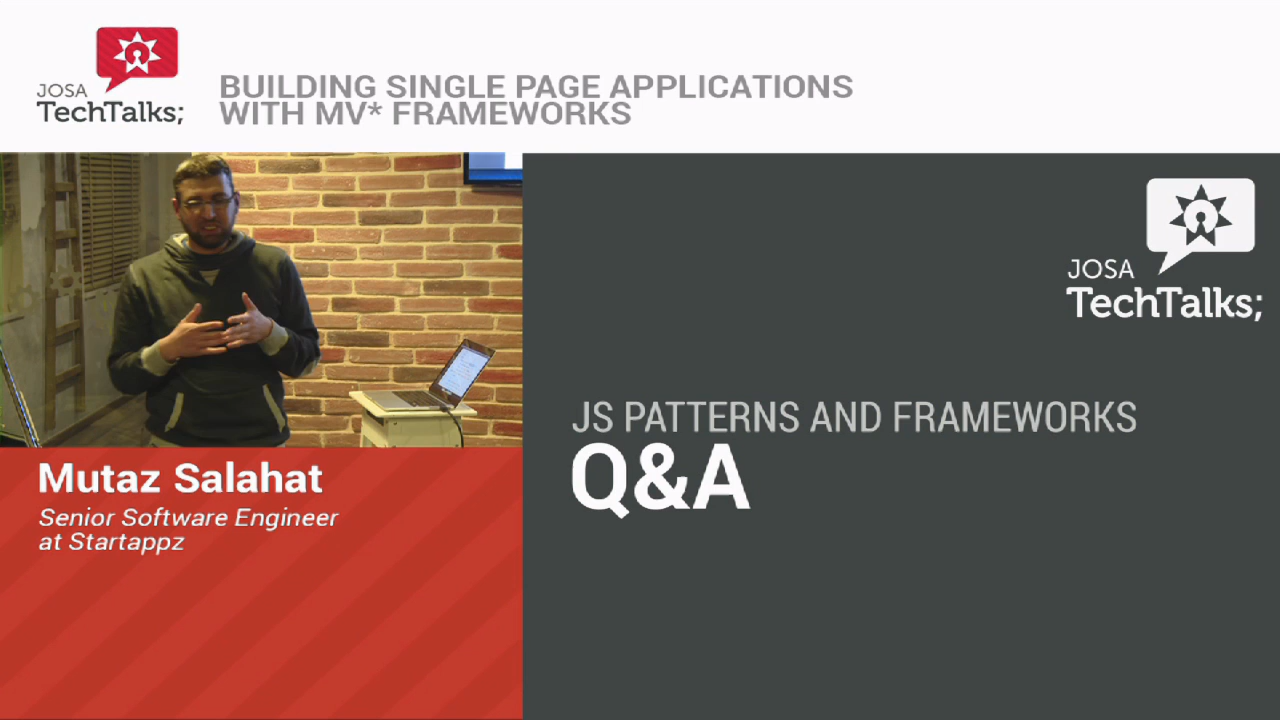 JOSA
TechTalks;
BUILDING SINGLE PAGE APPLICATIONS
WITH MV* FRAMEWORKS
Mutaz Salahat
Senior Software Engineer
at Startappz
JOSA
TechTalks;
JS PATTERNS AND FRAMEWORKS
Q&A